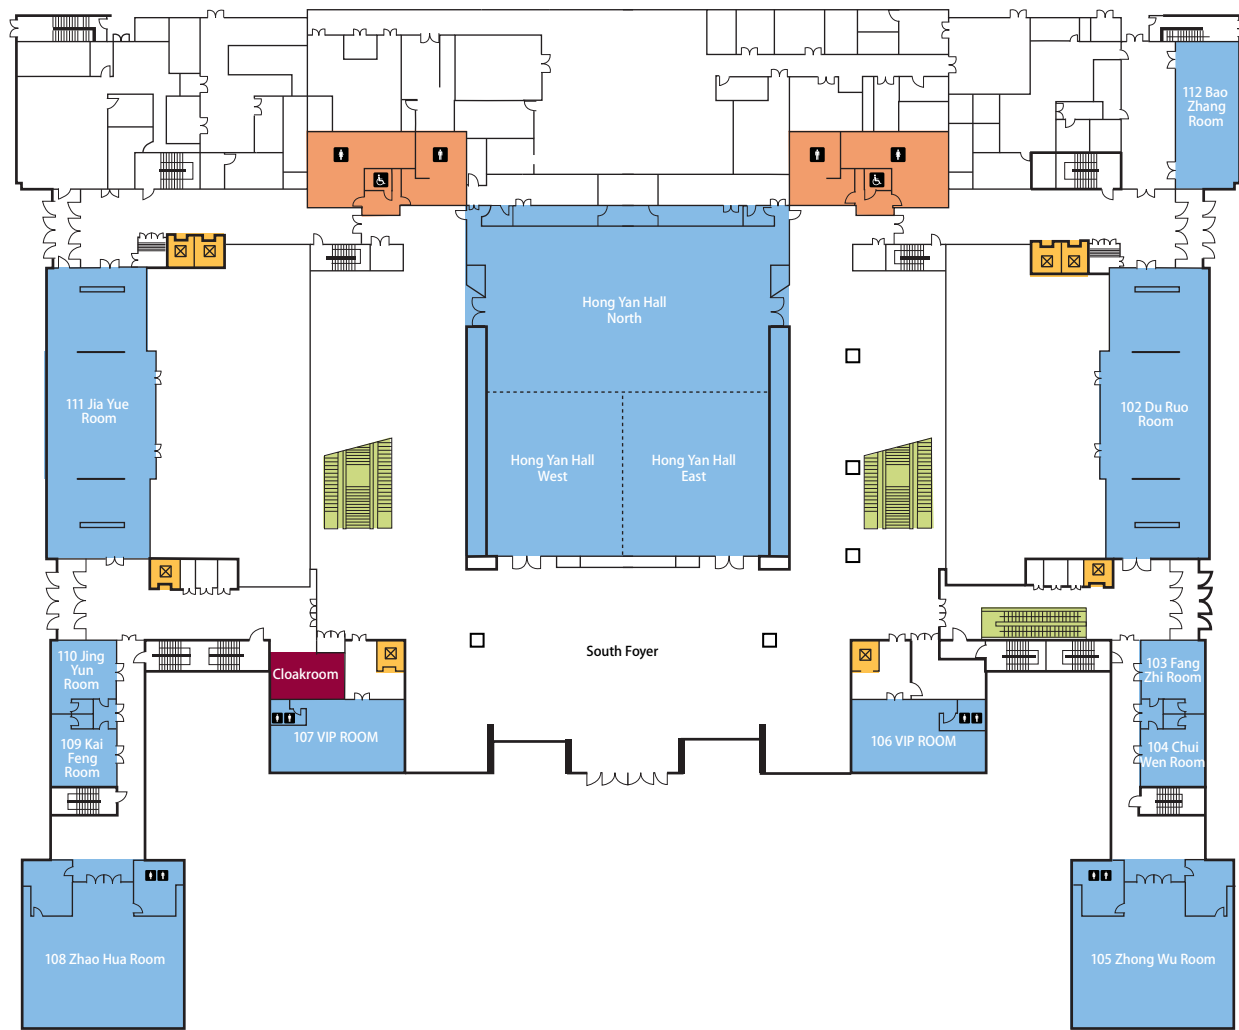 112 Bao
Zhang
Room
Hong Yan Hall
North
111 Jia Yue
Room
102 Du Ruo
Room
Hong Yan Hall
West
Hong Yan Hall
East
South Foyer
110 Jing
Yun
Room
Cloakroom
103 Fang
Zhi Room
107 VIP ROOM
106 VIP ROOM
109 Kai
Feng
Room
104 Chui
Wen Room
108 Zhao Hua Room
105 Zhong Wu Room